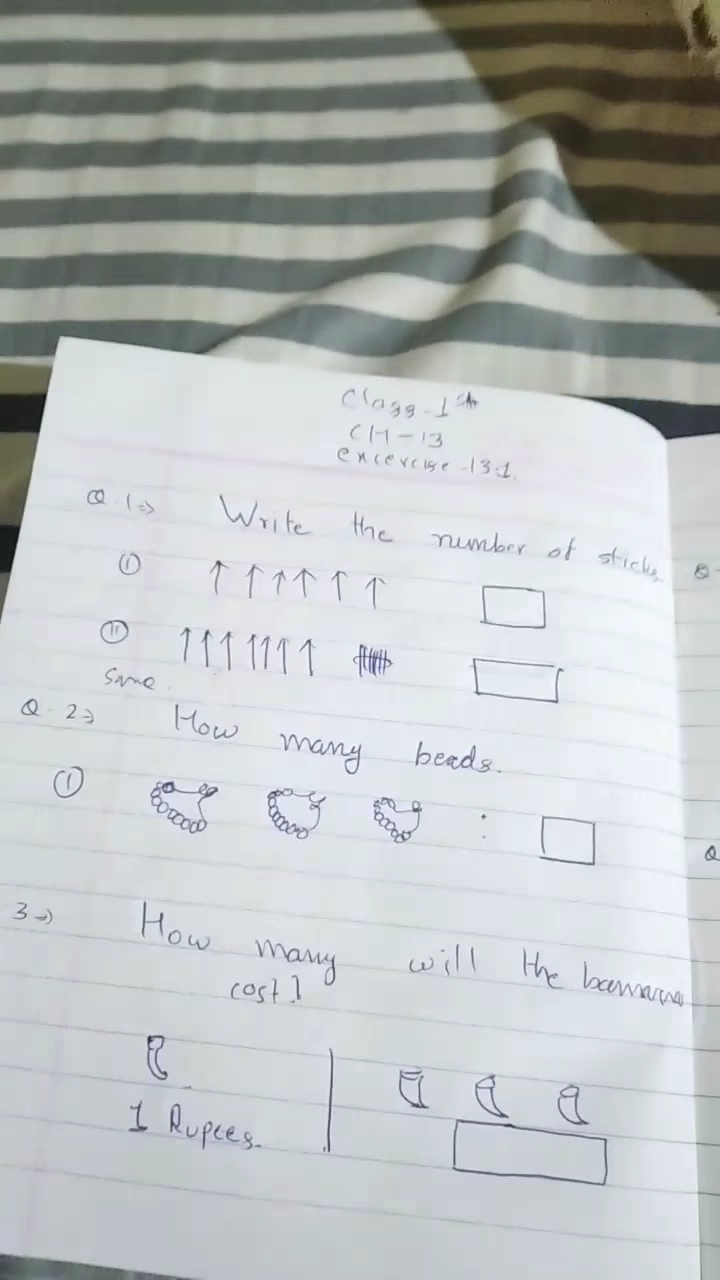 Class-1st
CH-13
excercise-13.1
Q.1⇒ Write the number of sticks
(I)
(II)
Same.
Q.2⇒ How many beads.
(I) :
3⇒ How many will the banana
cost?
1 Rupees.
Q
Q